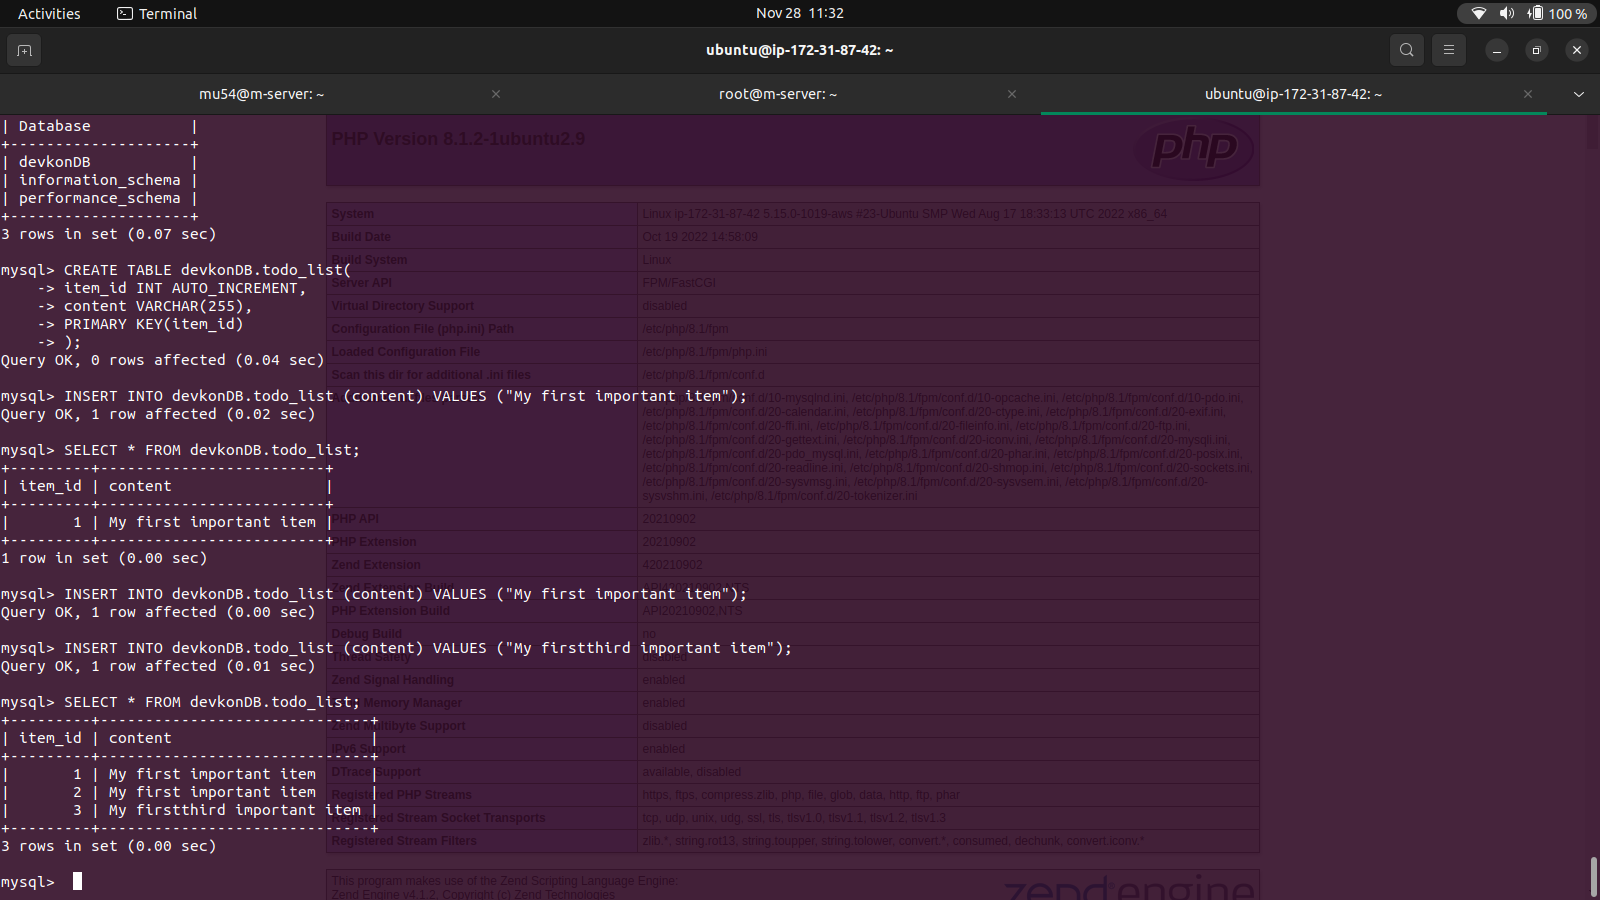 Activities Terminal Nov 28 11:32 100 %
ubuntu@ip-172-31-87-42: ~
mu54@m-server: ~ root@m-server: ~ ubuntu@ip-172-31-87-42: ~
| Database           |
+--------------------+
| devkonDB           |
| information_schema |
| performance_schema |
+--------------------+
3 rows in set (0.07 sec)
mysql> CREATE TABLE devkonDB.todo_list(
    -> item_id INT AUTO_INCREMENT,
    -> content VARCHAR(255),
    -> PRIMARY KEY(item_id)
    -> );
Query OK, 0 rows affected (0.04 sec)
mysql> INSERT INTO devkonDB.todo_list (content) VALUES ("My first important item");
Query OK, 1 row affected (0.02 sec)
mysql> SELECT * FROM devkonDB.todo_list;
+---------+-------------------------+
| item_id | content                 |
+---------+-------------------------+
|       1 | My first important item |
+---------+-------------------------+
1 row in set (0.00 sec)
mysql> INSERT INTO devkonDB.todo_list (content) VALUES ("My first important item");
Query OK, 1 row affected (0.00 sec)
mysql> INSERT INTO devkonDB.todo_list (content) VALUES ("My firstthird important item");
Query OK, 1 row affected (0.01 sec)
mysql> SELECT * FROM devkonDB.todo_list;
+---------+------------------------------+
| item_id | content                      |
+---------+------------------------------+
|       1 | My first important item      |
|       2 | My first important item      |
|       3 | My firstthird important item |
+---------+------------------------------+
3 rows in set (0.00 sec)
mysql>
PHP Version 8.1.2-1ubuntu2.9
php
System Linux ip-172-31-87-42 5.15.0-1019-aws #23-Ubuntu SMP Wed Aug 17 18:33:13 UTC 2022 x86_64
Build Date Oct 19 2022 14:58:09
Build System Linux
Server API FPM/FastCGI
Virtual Directory Support disabled
Configuration File (php.ini) Path /etc/php/8.1/fpm
Loaded Configuration File /etc/php/8.1/fpm/php.ini
Scan this dir for additional .ini files /etc/php/8.1/fpm/conf.d
/etc/php/8.1/fpm/conf.d/10-mysqlnd.ini, /etc/php/8.1/fpm/conf.d/10-opcache.ini, /etc/php/8.1/fpm/conf.d/10-pdo.ini,
/etc/php/8.1/fpm/conf.d/20-calendar.ini, /etc/php/8.1/fpm/conf.d/20-ctype.ini, /etc/php/8.1/fpm/conf.d/20-exif.ini,
/etc/php/8.1/fpm/conf.d/20-ffi.ini, /etc/php/8.1/fpm/conf.d/20-fileinfo.ini, /etc/php/8.1/fpm/conf.d/20-ftp.ini,
/etc/php/8.1/fpm/conf.d/20-gettext.ini, /etc/php/8.1/fpm/conf.d/20-iconv.ini, /etc/php/8.1/fpm/conf.d/20-mysqli.ini,
/etc/php/8.1/fpm/conf.d/20-pdo_mysql.ini, /etc/php/8.1/fpm/conf.d/20-phar.ini, /etc/php/8.1/fpm/conf.d/20-posix.ini,
/etc/php/8.1/fpm/conf.d/20-readline.ini, /etc/php/8.1/fpm/conf.d/20-shmop.ini, /etc/php/8.1/fpm/conf.d/20-sockets.ini,
/etc/php/8.1/fpm/conf.d/20-sysvmsg.ini, /etc/php/8.1/fpm/conf.d/20-sysvsem.ini, /etc/php/8.1/fpm/conf.d/20-
sysvshm.ini, /etc/php/8.1/fpm/conf.d/20-tokenizer.ini
PHP API 20210902
PHP Extension 20210902
Zend Extension 420210902
Zend Extension Build API420210902,NTS
PHP Extension Build API20210902,NTS
Debug Build no
Thread Safety disabled
Zend Signal Handling enabled
Memory Manager enabled
Zend Multibyte Support disabled
IPv6 Support enabled
DTrace Support available, disabled
Registered PHP Streams https, ftps, compress.zlib, php, file, glob, data, http, ftp, phar
Registered Stream Socket Transports tcp, udp, unix, udg, ssl, tls, tlsv1.0, tlsv1.1, tlsv1.2, tlsv1.3
Registered Stream Filters zlib.*, string.rot13, string.toupper, string.tolower, convert.*, consumed, dechunk, convert.iconv.*
This program makes use of the Zend Scripting Language Engine:
Zend Engine v4.1.2, Copyright (c) Zend Technologies
zend engine